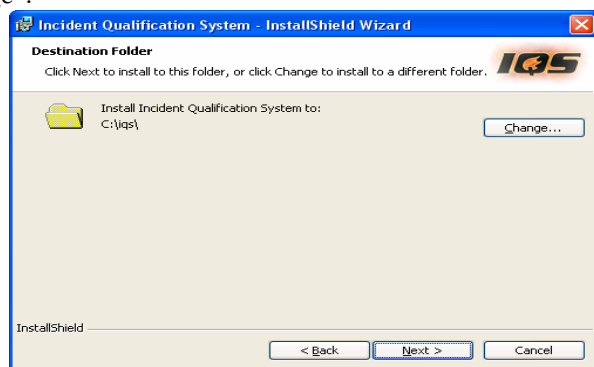 Incident Qualification System - InstallShield Wizard
Destination Folder
Click Next to install to this folder, or click Change to install to a different folder.
IQS
Install Incident Qualification System to:
C:\iqs\
Change...
InstallShield
< Back
Next >
Cancel